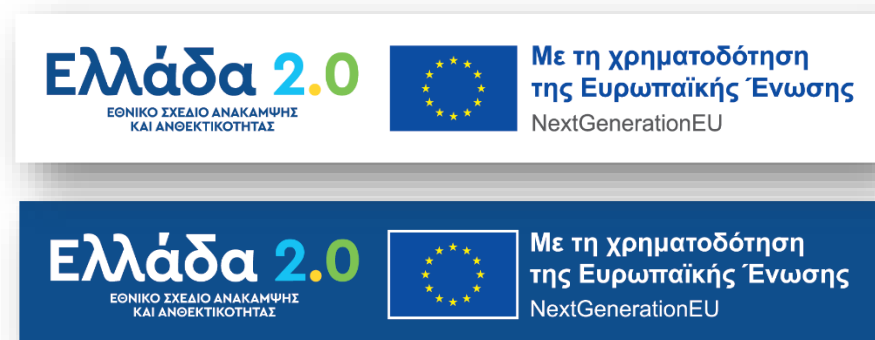 Ελλάδα 2.0
ΕΘΝΙΚΟ ΣΧΕΔΙΟ ΑΝΑΚΑΜΨΗΣ
ΚΑΙ ΑΝΘΕΚΤΙΚΟΤΗΤΑΣ
Με τη χρηματοδότηση
της Ευρωπαϊκής Ένωσης
NextGenerationEU
Ελλάδα 2.0
ΕΘΝΙΚΟ ΣΧΕΔΙΟ ΑΝΑΚΑΜΨΗΣ
ΚΑΙ ΑΝΘΕΚΤΙΚΟΤΗΤΑΣ
Με τη χρηματοδότηση
της Ευρωπαϊκής Ένωσης
NextGenerationEU